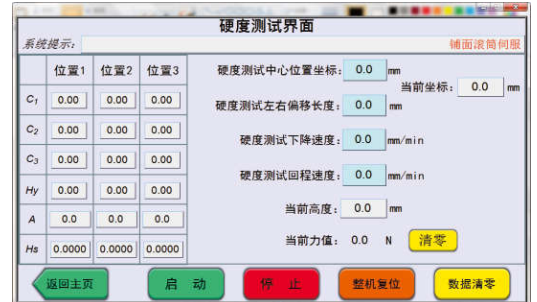 硬度测试界面
系统提示:
铺面滚筒伺服
位置1 位置2 位置3
硬度测试中心位置坐标: 0.0 mm
当前坐标: 0.0 mm
C1 0.00 0.00 0.00
硬度测试左右偏移长度: 0.0 mm
C2 0.00 0.00 0.00
硬度测试下降速度: 0.0 mm/min
C3 0.00 0.00 0.00
硬度测试回程速度: 0.0 mm/min
Hy 0.00 0.00 0.00
当前高度: 0.0 mm
A 0.0 0.0 0.0
当前力值: 0.0 N 清零
Hs 0.0000 0.0000 0.0000
返回主页 启 动 停 止 整机复位 数据清零